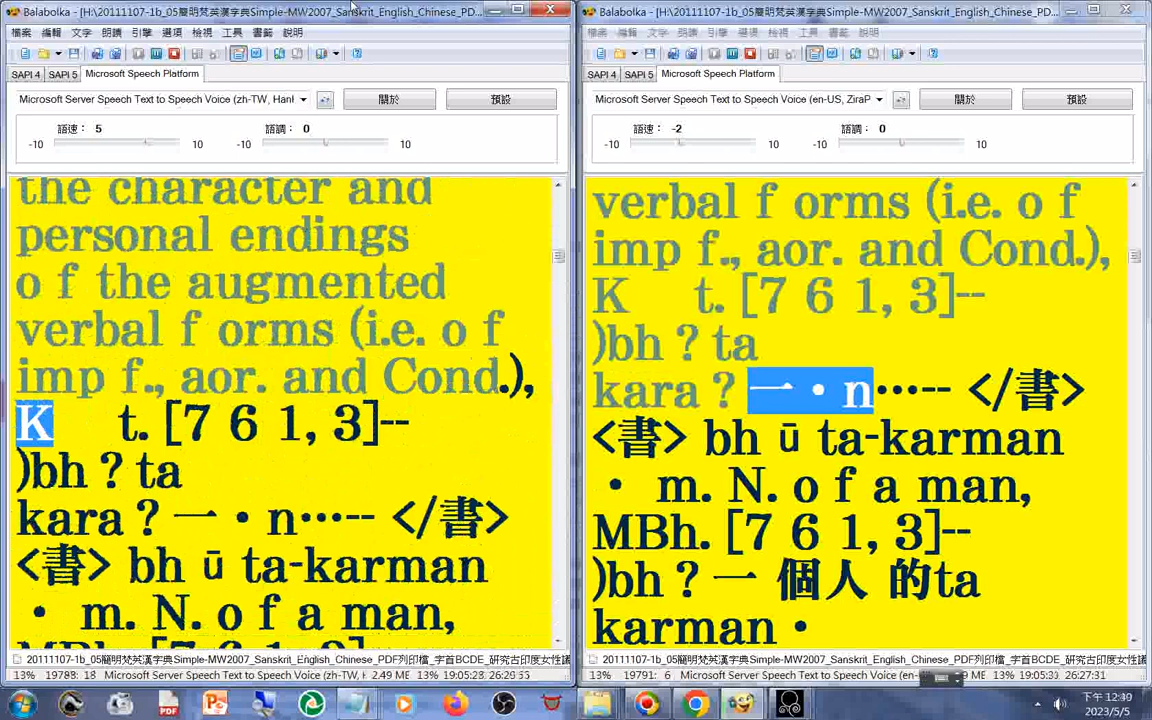 Balabolka - [H:\20111107-1b_05簡明梵英漢字典Simple-MW2007_Sanskrit_English_Chinese_PD...
檔案 編輯 文字 朗讀 引擎 選項 檢視 工具 書籤 說明
SAPI 4 SAPI 5 Microsoft Speech Platform
Microsoft Server Speech Text to Speech Voice (zh-TW, HanH
關於 預設
語速： 5 語調： 0
-10 10 -10 10
the character and
personal endings
o f the augmented
verbal f orms (i.e. o f
imp f., aor. and Cond.),
K t. [7 6 1, 3]--
)bh ? ta
kara ? 一 • n…-- </書>
<書> bh ū ta-karman
• m. N. o f a man,
MBh. [7 6 1, 3]--
20111107-1b_05簡明梵英漢字典Simple-MW2007_Sanskrit_English_Chinese_PDF列印檔_字首BCDE_研究古印度女性議
13% 19788: 18 Microsoft Server Speech Text to Speech Voice (zh-TW, H 2.49 ME 13% 19:05:28, 26:29:55
Balabolka - [H:\20111107-1b_05簡明梵英漢字典Simple-MW2007_Sanskrit_English_Chinese_PD...
檔案 編輯 文字 朗讀 引擎 選項 檢視 工具 書籤 說明
SAPI 4 SAPI 5 Microsoft Speech Platform
Microsoft Server Speech Text to Speech Voice (en-US, ZiraP
關於 預設
語速： -2 語調： 0
-10 10 -10 10
verbal f orms (i.e. o f
imp f., aor. and Cond.),
K t. [7 6 1, 3]--
)bh ? ta
kara ? 一 • n…-- </書>
<書> bh ū ta-karman
• m. N. o f a man,
MBh. [7 6 1, 3]--
)bh ? 一 個人 的ta
karman •
20111107-1b_05簡明梵英漢字典Simple-MW2007_Sanskrit_English_Chinese_PDF列印檔_字首BCDE_研究古印度女性議
13% 19791: 6 Microsoft Server Speech Text to Speech Voice (en-U ME 13% 19:05:30, 26:27:31
下午 12:49
2023/5/5